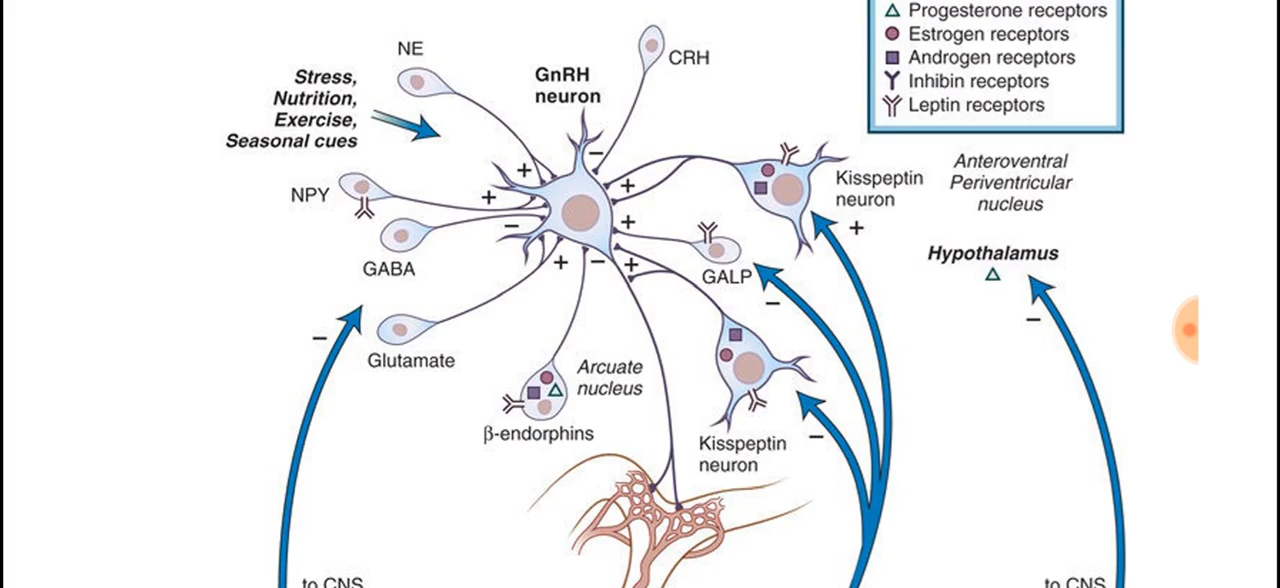 Progesterone receptors
Estrogen receptors
Androgen receptors
Inhibin receptors
Leptin receptors
NE
CRH
GnRH
neuron
Stress,
Nutrition,
Exercise,
Seasonal cues
+
−
+
NPY
+
−
+
GABA
+
−
+
Kisspeptin
neuron
+
Anteroventral
Periventricular
nucleus
Hypothalamus
−
GALP
−
−
Glutamate
Arcuate
nucleus
β-endorphins
Kisspeptin
neuron
−
to CNS
to CNS